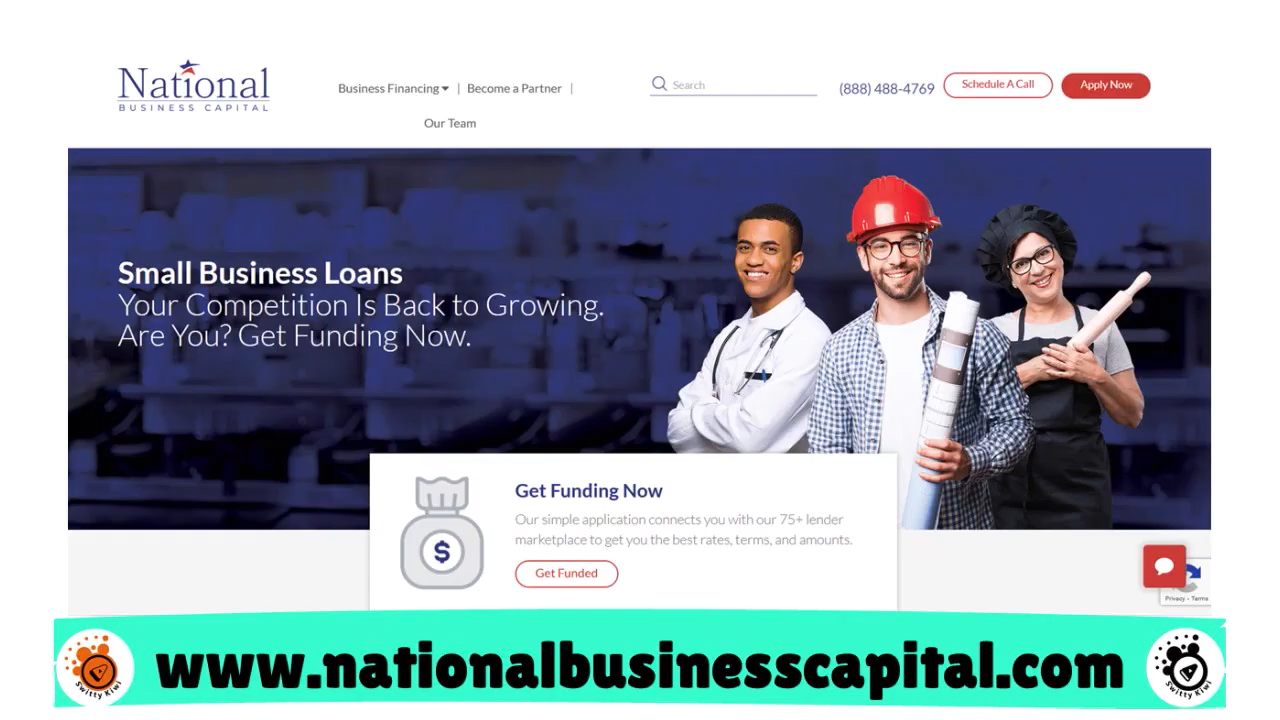 National
BUSINESS CAPITAL
Business Financing | Become a Partner |
Our Team
Search
(888) 488-4769
Schedule A Call
Apply Now
Small Business Loans
Your Competition Is Back to Growing.
Are You? Get Funding Now.
$
Get Funding Now
Our simple application connects you with our 75+ lender
marketplace to get you the best rates, terms, and amounts.
Get Funded
Privacy - Terms
Switty Kiwi
www.nationalbusinesscapital.com
Switty Kiwi